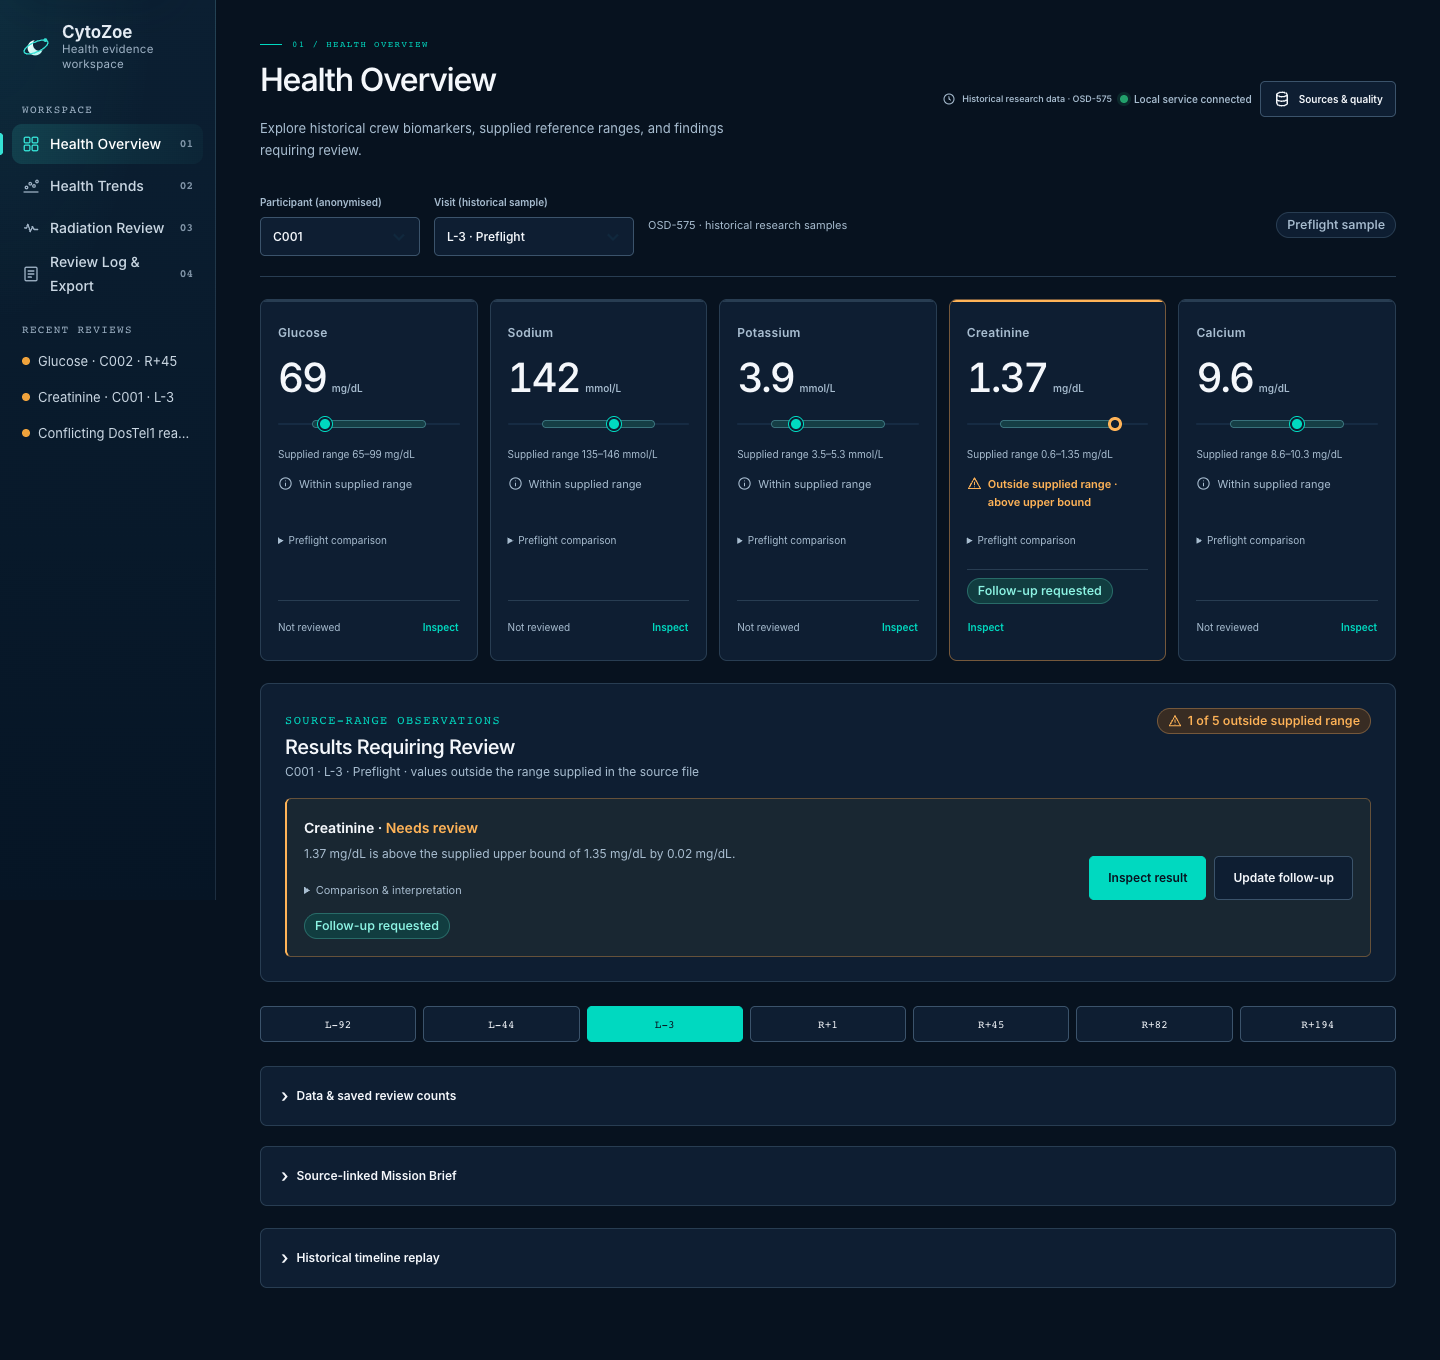 CytoZoe
Health evidence
workspace
WORKSPACE
Health Overview 01
Health Trends 02
Radiation Review 03
Review Log &
Export 04
RECENT REVIEWS
Glucose · C002 · R+45
Creatinine · C001 · L-3
Conflicting DosTel1 rea...
01 / HEALTH OVERVIEW
Health Overview
Explore historical crew biomarkers, supplied reference ranges, and findings
requiring review.
Historical research data · OSD-575 Local service connected Sources & quality
Participant (anonymised)
C001
Visit (historical sample)
L-3 · Preflight
OSD-575 · historical research samples
Preflight sample
Glucose
69 mg/dL
Supplied range 65–99 mg/dL
Within supplied range
Preflight comparison
Not reviewed Inspect
Sodium
142 mmol/L
Supplied range 135–146 mmol/L
Within supplied range
Preflight comparison
Not reviewed Inspect
Potassium
3.9 mmol/L
Supplied range 3.5–5.3 mmol/L
Within supplied range
Preflight comparison
Not reviewed Inspect
Creatinine
1.37 mg/dL
Supplied range 0.6–1.35 mg/dL
Outside supplied range ·
above upper bound
Preflight comparison
Follow-up requested
Inspect
Calcium
9.6 mg/dL
Supplied range 8.6–10.3 mg/dL
Within supplied range
Preflight comparison
Not reviewed Inspect
SOURCE-RANGE OBSERVATIONS
Results Requiring Review
C001 · L-3 · Preflight · values outside the range supplied in the source file
1 of 5 outside supplied range
Creatinine · Needs review
1.37 mg/dL is above the supplied upper bound of 1.35 mg/dL by 0.02 mg/dL.
Comparison & interpretation
Follow-up requested
Inspect result Update follow-up
L-92 L-44 L-3 R+1 R+45 R+82 R+194
Data & saved review counts
Source-linked Mission Brief
Historical timeline replay